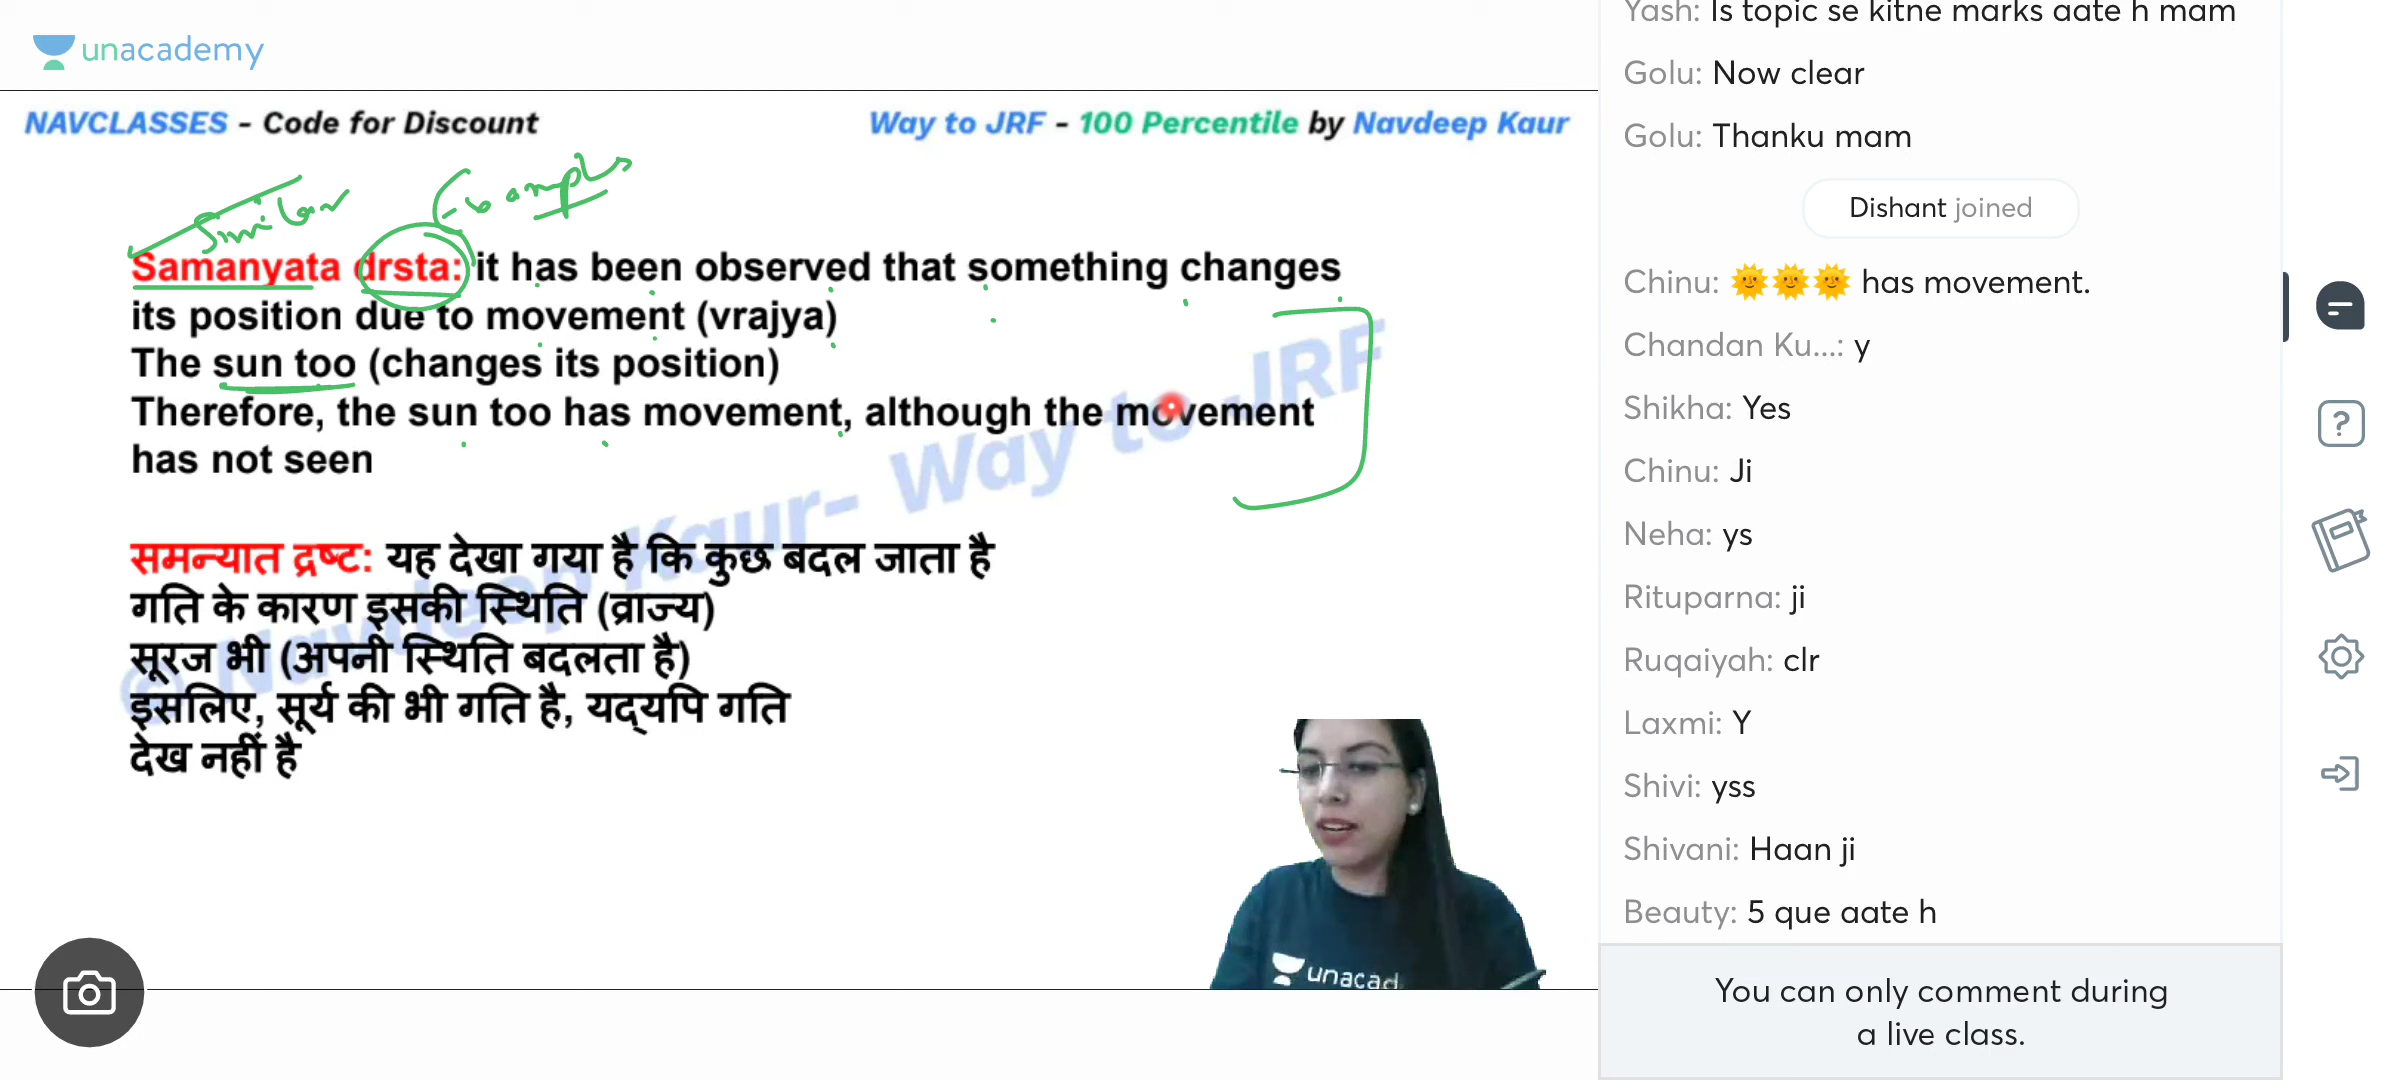 unacademy
NAVCLASSES - Code for Discount
Way to JRF - 100 Percentile by Navdeep Kaur
Similar
Example
Samanyata drsta: it has been observed that something changes
its position due to movement (vrajya)
The sun too (changes its position)
Therefore, the sun too has movement, although the movement
has not seen
समन्यात द्रष्ट: यह देखा गया है कि कुछ बदल जाता है
गति के कारण इसकी स्थिति (व्राज्य)
सूरज भी (अपनी स्थिति बदलता है)
इसलिए, सूर्य की भी गति है, यद्यपि गति
देख नहीं है
© Navdeep Kaur- Way to JRF
unacad
Yash: Is topic se kitne marks aate h mam
Golu: Now clear
Golu: Thanku mam
Dishant joined
Chinu: 🌞🌞🌞 has movement.
Chandan Ku...: y
Shikha: Yes
Chinu: Ji
Neha: ys
Rituparna: ji
Ruqaiyah: clr
Laxmi: Y
Shivi: yss
Shivani: Haan ji
Beauty: 5 que aate h
You can only comment during
a live class.